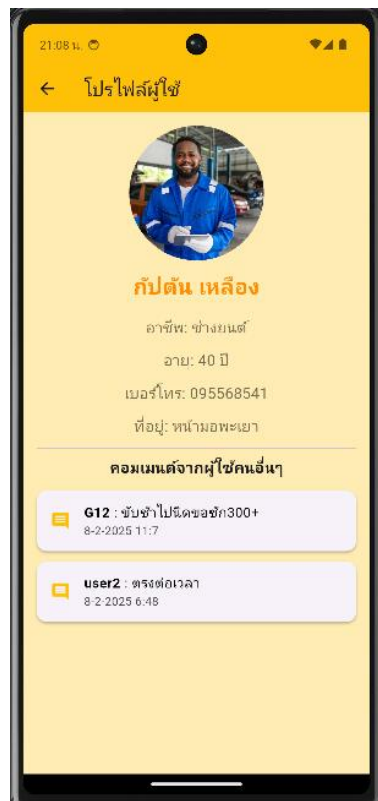 21:08 น.
โปรไฟล์ผู้ใช้
กัปตัน เหลือง
อาชีพ: ช่างยนต์
อายุ: 40 ปี
เบอร์โทร: 095568541
ที่อยู่: หน้ามอพะเยา
คอมเมนต์จากผู้ใช้คนอื่นๆ
G12 : ขับช้าไปนิดขอซัก300+
8-2-2025 11:7
user2 : ตรงต่อเวลา
8-2-2025 6:48